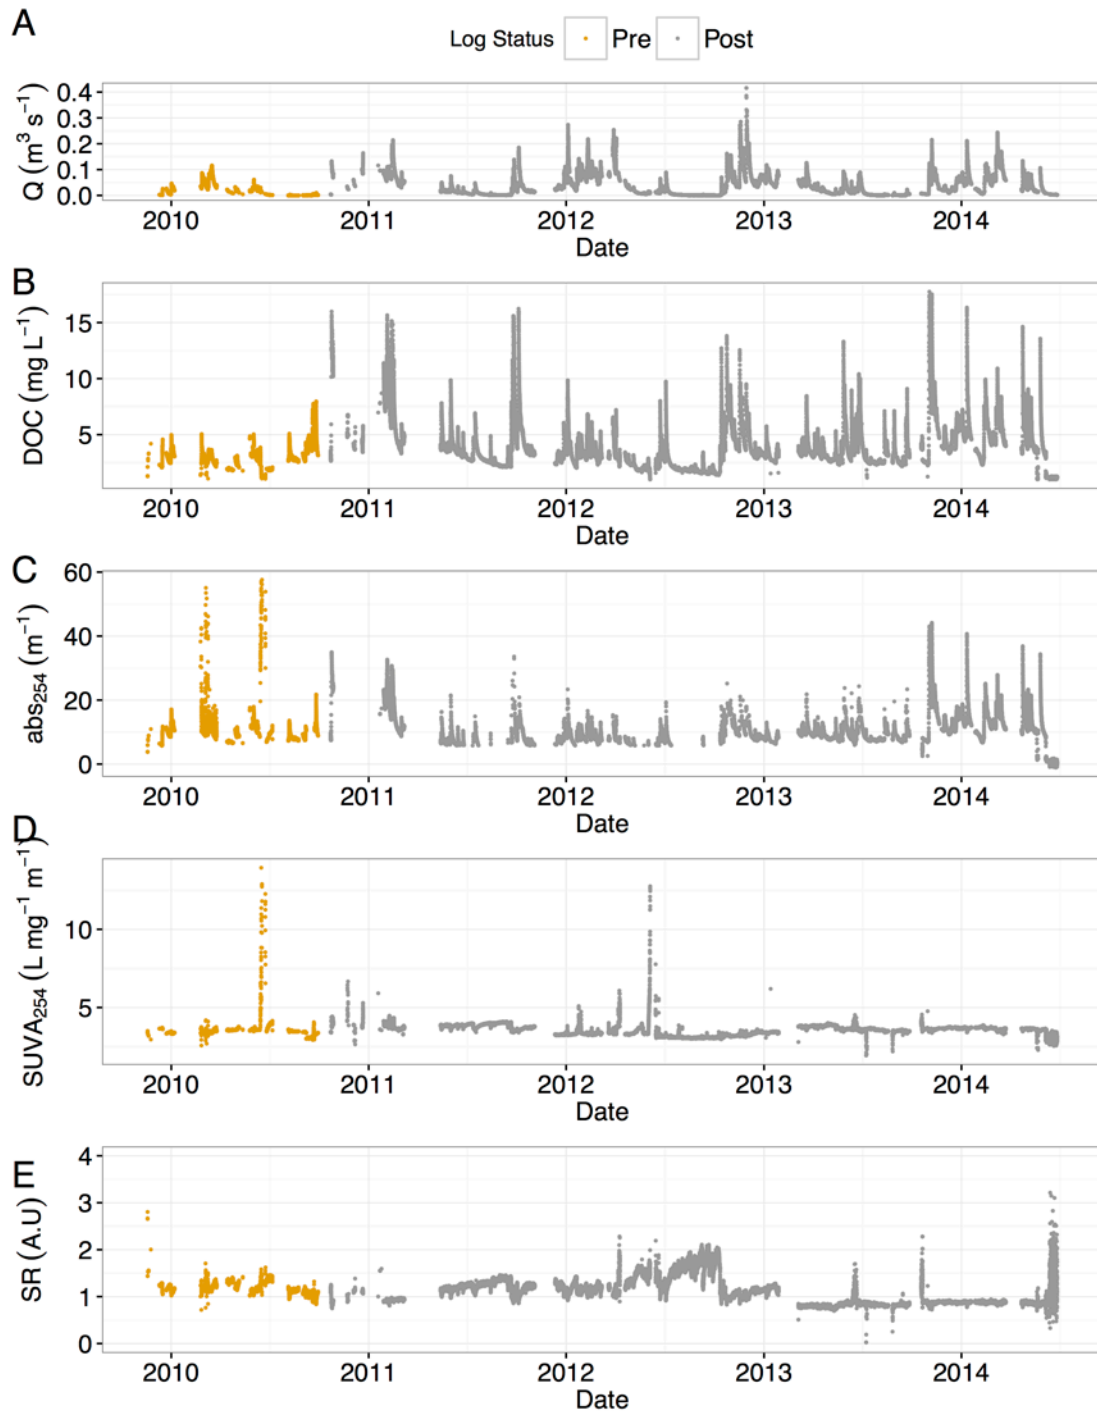 A
Log Status Pre Post
Q (m³ s⁻¹)
0.4
0.3
0.2
0.1
0.0
2010 2011 2012 2013 2014
Date
B
DOC (mg L⁻¹)
15
10
5
2010 2011 2012 2013 2014
Date
C
abs₂₅₄ (m⁻¹)
60
40
20
0
2010 2011 2012 2013 2014
Date
D
SUVA₂₅₄ (L mg⁻¹ m⁻¹)
10
5
2010 2011 2012 2013 2014
Date
E
SR (A.U)
4
3
2
1
0
2010 2011 2012 2013 2014
Date